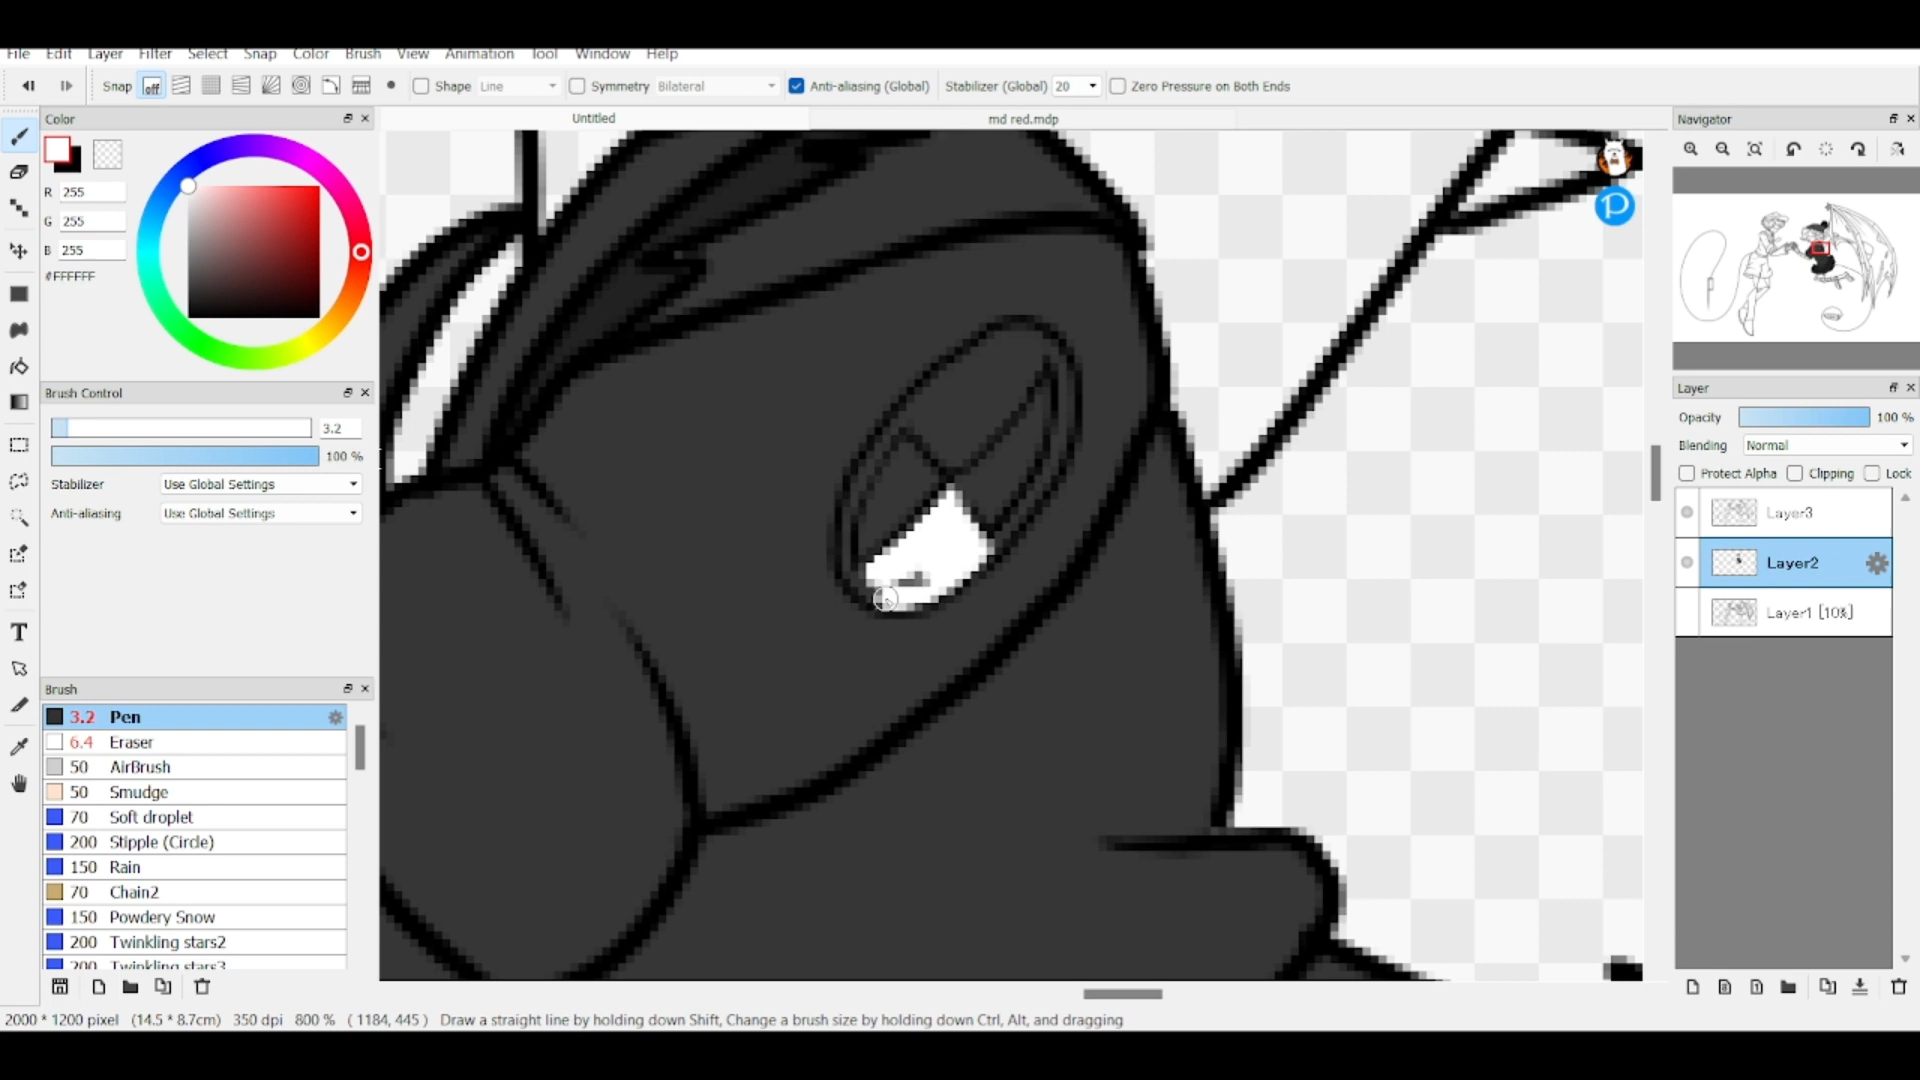 File Edit Layer Filter Select Snap Color Brush View Animation Tool Window Help
Snap off Shape Line Symmetry Bilateral Anti-aliasing (Global) Stabilizer (Global) 20 Zero Pressure on Both Ends
Color
Untitled
md red.mdp
Navigator
R 255
G 255
B 255
#FFFFFF
Brush Control
3.2
100 %
Stabilizer Use Global Settings
Anti-aliasing Use Global Settings
Brush
3.2 Pen
6.4 Eraser
50 AirBrush
50 Smudge
70 Soft droplet
200 Stipple (Circle)
150 Rain
70 Chain2
150 Powdery Snow
200 Twinkling stars2
200 Twinkling stars3
Layer
Opacity 100 %
Blending Normal
Protect Alpha Clipping Lock
Layer3
Layer2
Layer1 [10%]
2000 * 1200 pixel (14.5 * 8.7cm) 350 dpi 800 % ( 1184, 445 ) Draw a straight line by holding down Shift, Change a brush size by holding down Ctrl, Alt, and dragging